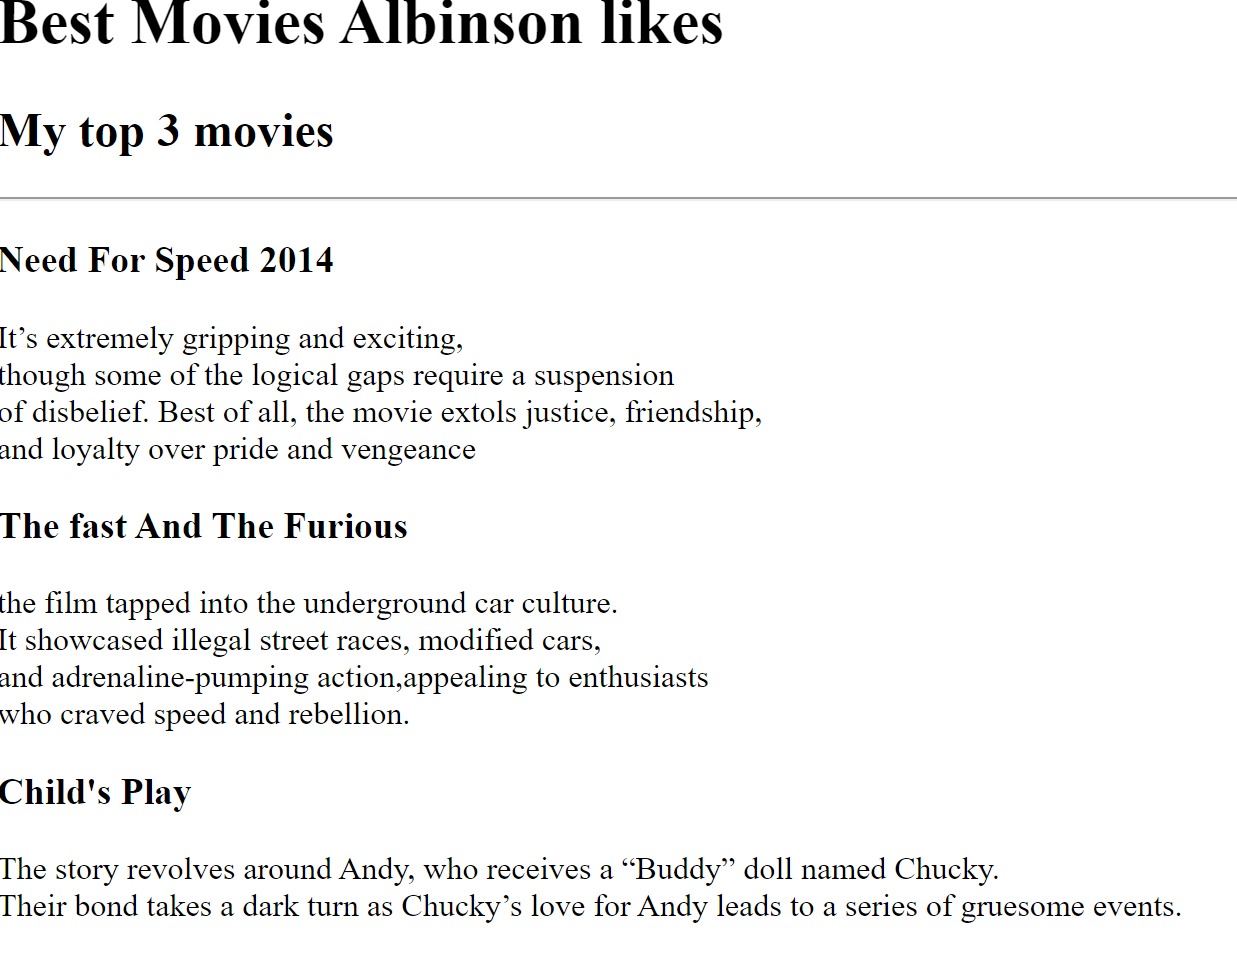 Best Movies Albinson likes
My top 3 movies
Need For Speed 2014
It’s extremely gripping and exciting,
though some of the logical gaps require a suspension
of disbelief. Best of all, the movie extols justice, friendship,
and loyalty over pride and vengeance
The fast And The Furious
the film tapped into the underground car culture.
It showcased illegal street races, modified cars,
and adrenaline-pumping action,appealing to enthusiasts
who craved speed and rebellion.
Child's Play
The story revolves around Andy, who receives a “Buddy” doll named Chucky.
Their bond takes a dark turn as Chucky’s love for Andy leads to a series of gruesome events.